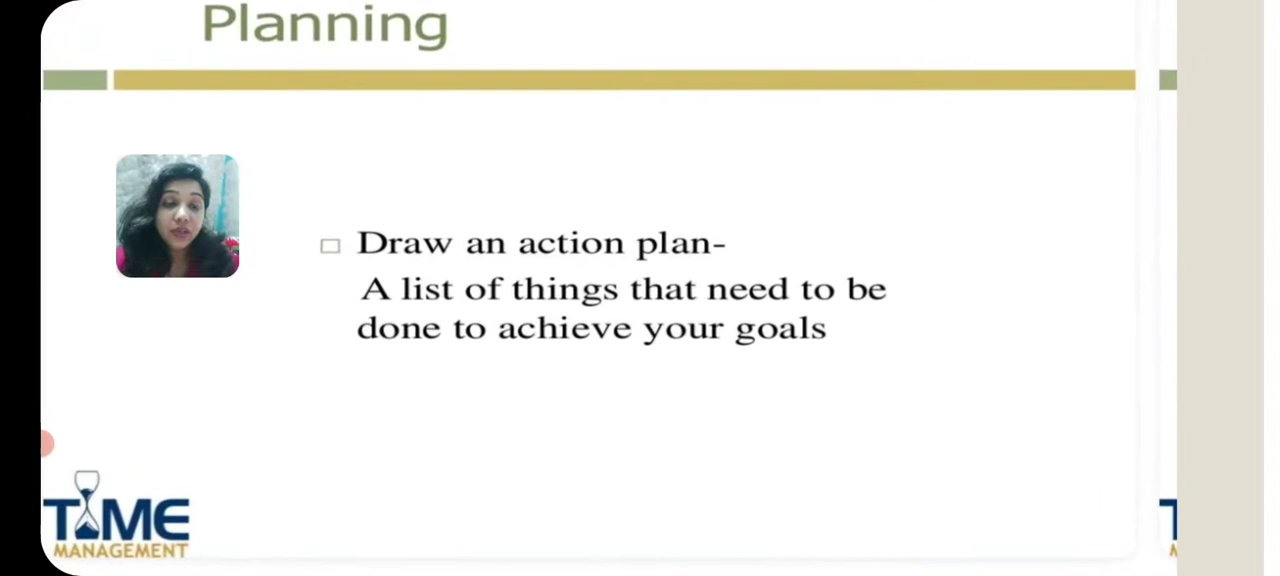 Planning
Draw an action plan-
A list of things that need to be
done to achieve your goals
TIME
MANAGEMENT